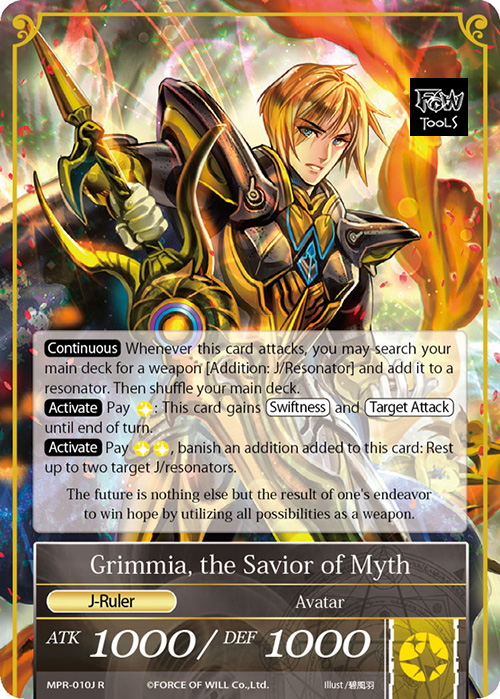 FOW
TOOLS
Continuous Whenever this card attacks, you may search your
main deck for a weapon [Addition: J/Resonator] and add it to a
resonator. Then shuffle your main deck.
Activate Pay : This card gains Swiftness and Target Attack
until end of turn.
Activate Pay , banish an addition added to this card: Rest
up to two target J/resonators.
The future is nothing else but the result of one's endeavor
to win hope by utilizing all possibilities as a weapon.
Grimmia, the Savior of Myth
J-Ruler Avatar
ATK 1000 / DEF 1000
MPR-010J R ©FORCE OF WILL Co.,Ltd. Illust /碧風羽